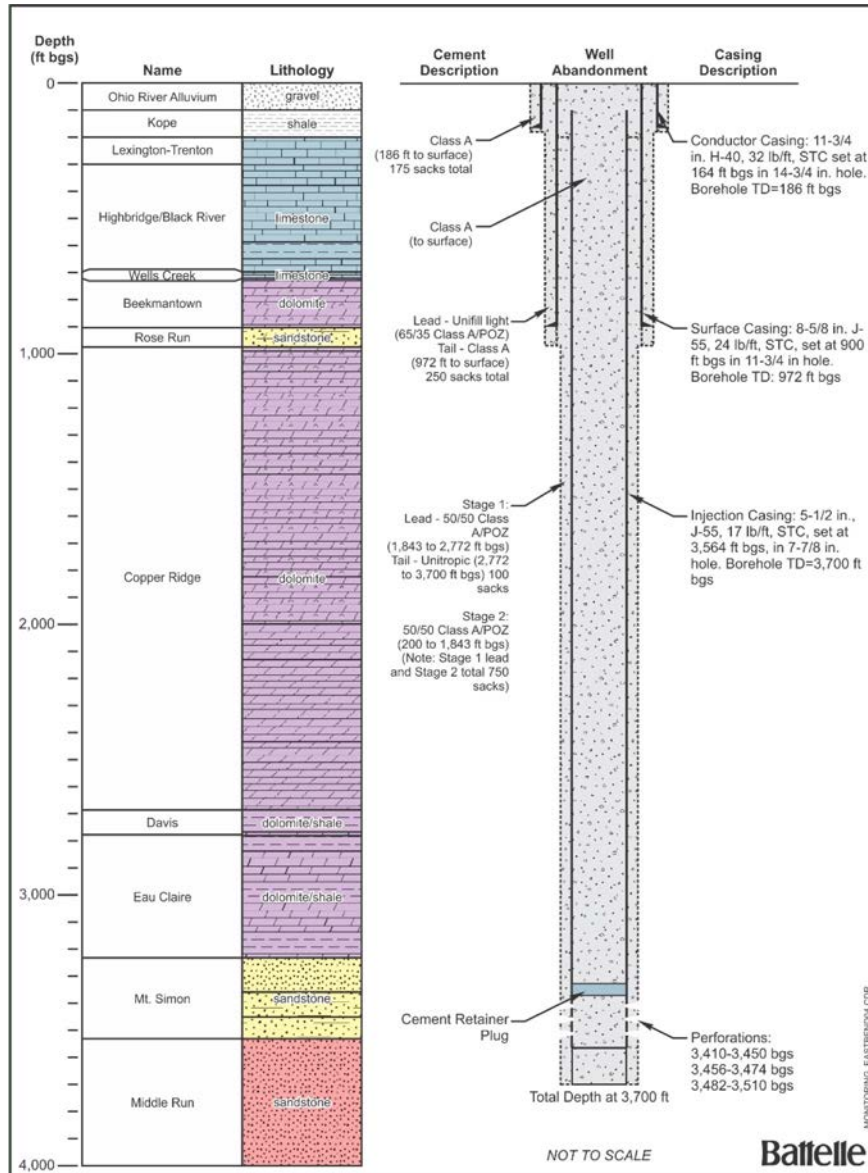 Depth
(ft bgs)
Name
Lithology
Cement
Description
Well
Abandonment
Casing
Description
0
1,000
2,000
3,000
4,000
Ohio River Alluvium
gravel
Kope
shale
Lexington-Trenton
Highbridge/Black River
limestone
Wells Creek
limestone
Beekmantown
dolomite
Rose Run
sandstone
Copper Ridge
dolomite
Davis
dolomite/shale
Eau Claire
dolomite/shale
Mt. Simon
sandstone
Middle Run
sandstone
Class A
(186 ft to surface)
175 sacks total
Class A
(to surface)
Lead - Unifill light
(65/35 Class A/POZ)
Tail - Class A
(972 ft to surface)
250 sacks total
Stage 1:
Lead - 50/50 Class
A/POZ
(1,843 to 2,772 ft bgs)
Tail - Unitropic (2,772
to 3,700 ft bgs) 100
sacks
Stage 2:
50/50 Class A/POZ
(200 to 1,843 ft bgs)
(Note: Stage 1 lead
and Stage 2 total 750
sacks)
Cement Retainer
Plug
Conductor Casing: 11-3/4
in. H-40, 32 lb/ft, STC set at
164 ft bgs in 14-3/4 in. hole.
Borehole TD=186 ft bgs
Surface Casing: 8-5/8 in. J-
55, 24 lb/ft, STC, set at 900
ft bgs in 11-3/4 in hole.
Borehole TD: 972 ft bgs
Injection Casing: 5-1/2 in.,
J-55, 17 lb/ft, STC, set at
3,564 ft bgs, in 7-7/8 in.
hole. Borehole TD=3,700 ft
bgs
Perforations:
3,410-3,450 bgs
3,456-3,474 bgs
3,482-3,510 bgs
Total Depth at 3,700 ft
NOT TO SCALE
Battelle
MONITORING_EASTBEND04.CDR